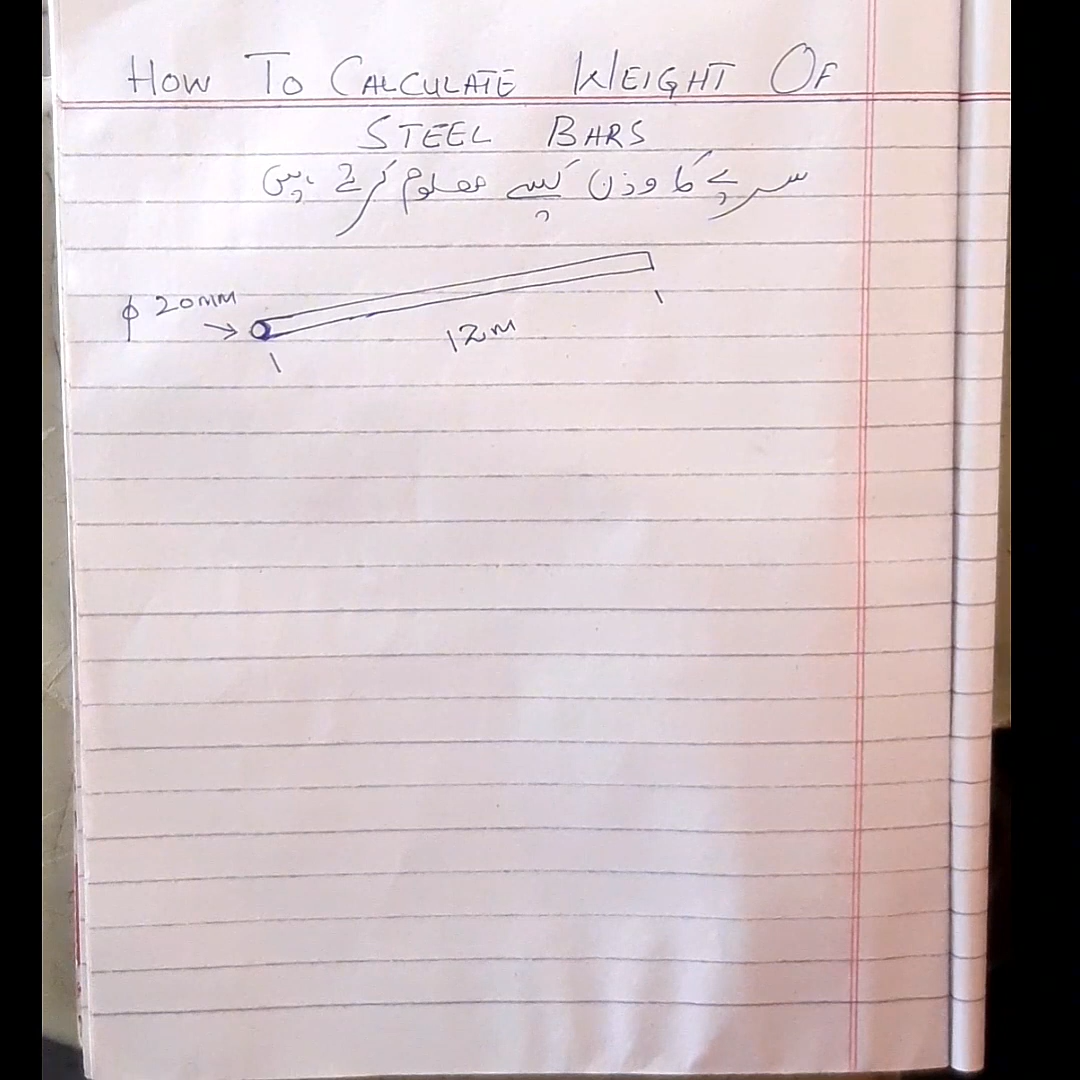 HOW TO CALCULATE WEIGHT OF
STEEL BARS
سریے کا وزن کیسے معلوم کرتے ہیں
ϕ 20mm
12m